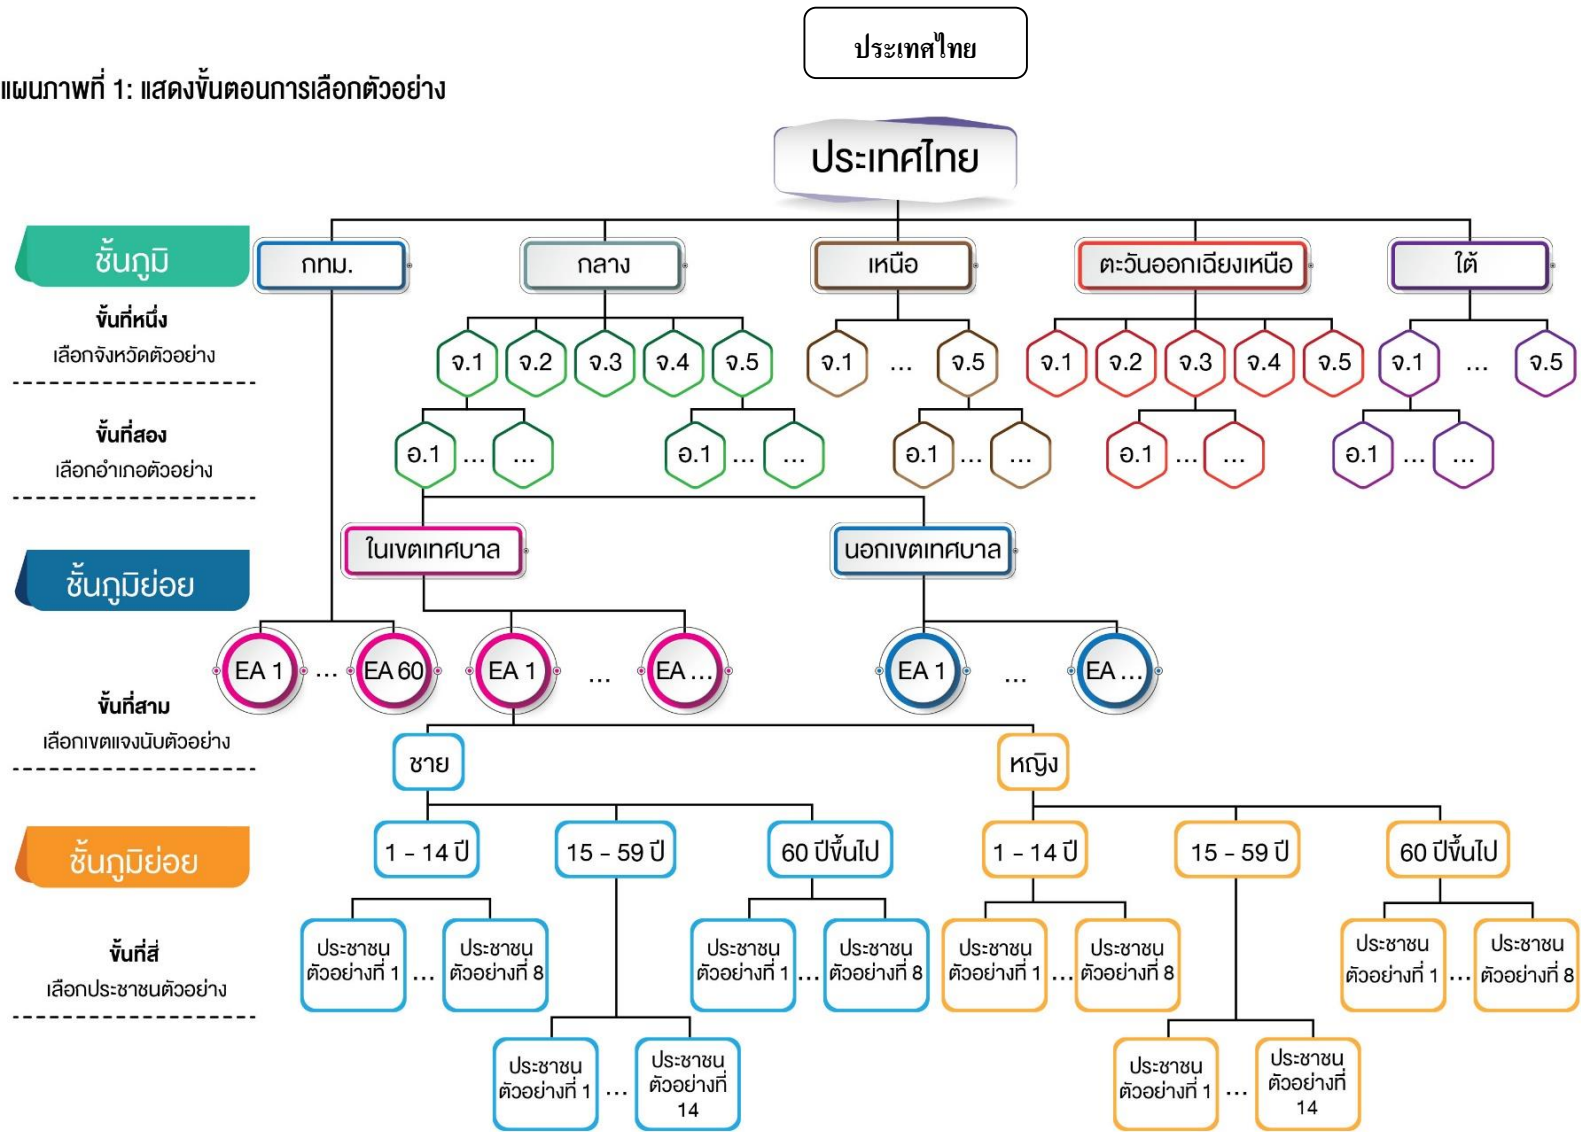 ประเทศไทย
แผนภาพที่ 1: แสดงขั้นตอนการเลือกตัวอย่าง
ประเทศไทย
ชั้นภูมิ
กทม.
กลาง
เหนือ
ตะวันออกเฉียงเหนือ
ใต้
ขั้นที่หนึ่ง
เลือกจังหวัดตัวอย่าง
จ.1 จ.2 จ.3 จ.4 จ.5
จ.1 ... จ.5
จ.1 จ.2 จ.3 จ.4 จ.5
จ.1 ... จ.5
ขั้นที่สอง
เลือกอำเภอตัวอย่าง
อ.1 ... ...
อ.1 ... ...
อ.1 ... ...
อ.1 ... ...
อ.1 ... ...
ในเขตเทศบาล
นอกเขตเทศบาล
ชั้นภูมิย่อย
EA 1 ... EA 60
EA 1 ... EA ...
EA 1 ... EA ...
ขั้นที่สาม
เลือกเขตแจงนับตัวอย่าง
ชาย
หญิง
ชั้นภูมิย่อย
1 - 14 ปี
15 - 59 ปี
60 ปีขึ้นไป
1 - 14 ปี
15 - 59 ปี
60 ปีขึ้นไป
ขั้นที่สี่
เลือกประชาชนตัวอย่าง
ประชาชน
ตัวอย่างที่ 1
...
ประชาชน
ตัวอย่างที่ 8
ประชาชน
ตัวอย่างที่ 1
...
ประชาชน
ตัวอย่างที่ 8
ประชาชน
ตัวอย่างที่ 1
...
ประชาชน
ตัวอย่างที่ 8
ประชาชน
ตัวอย่างที่ 1
...
ประชาชน
ตัวอย่างที่ 8
ประชาชน
ตัวอย่างที่ 1
...
ประชาชน
ตัวอย่างที่
14
ประชาชน
ตัวอย่างที่ 1
...
ประชาชน
ตัวอย่างที่
14